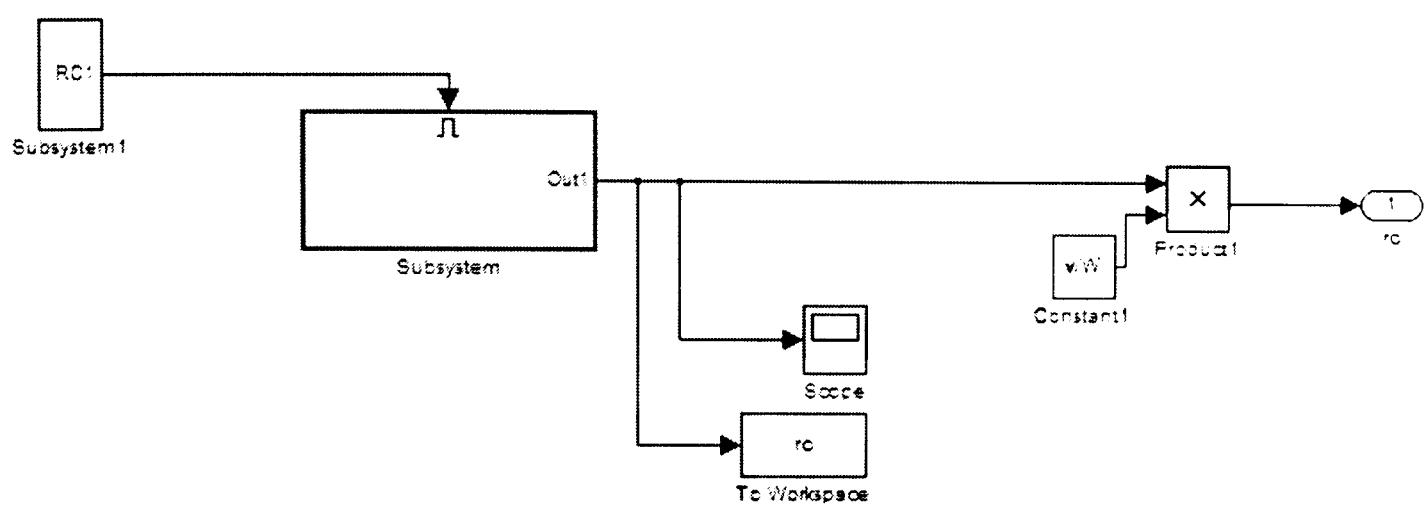 RC1
Subsystem1
Out1
Subsystem
×
1
rc
Product1
v/W
Constant1
Scope
rc
To Workspace